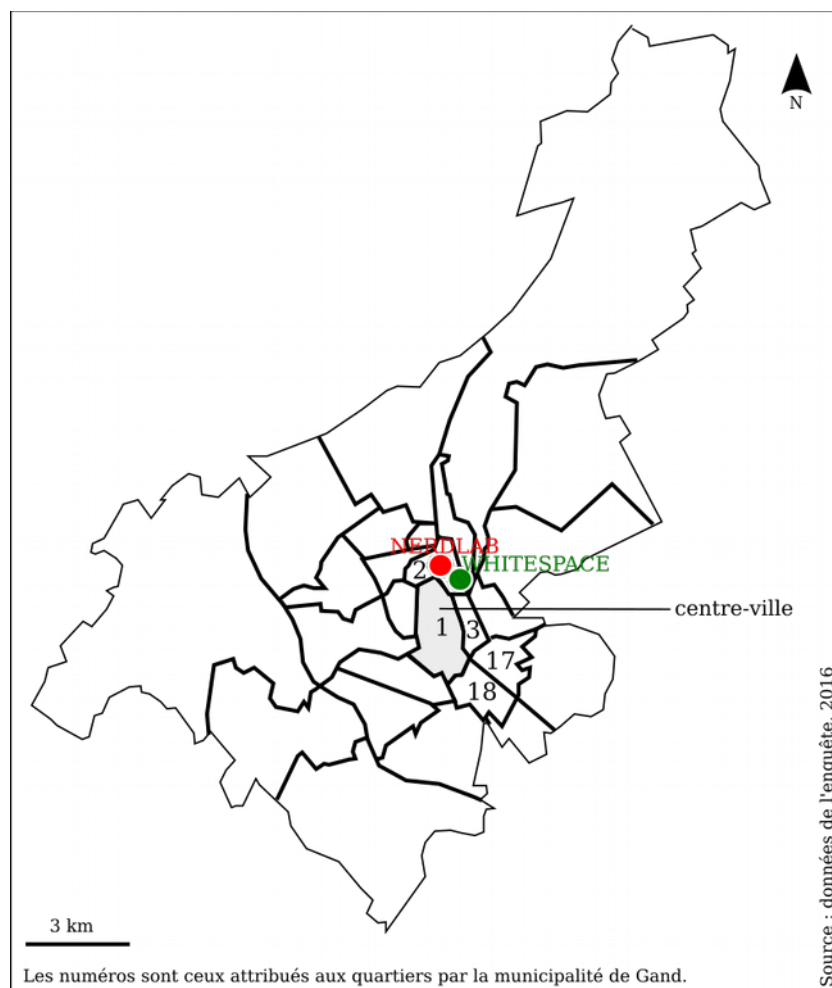 N
NERDLAB
WHITESPACE
2
centre-ville
1
3
17
18
3 km
Source : données de l'enquête, 2016
Les numéros sont ceux attribués aux quartiers par la municipalité de Gand.